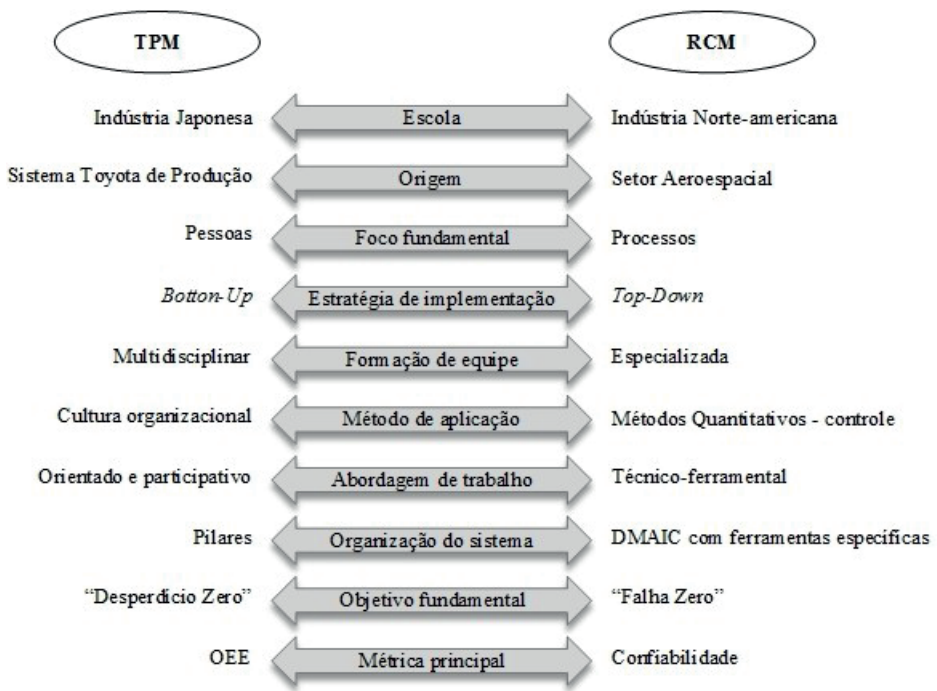 TPM RCM
Indústria Japonesa Escola Indústria Norte-americana
Sistema Toyota de Produção Origem Setor Aeroespacial
Pessoas Foco fundamental Processos
Botton-Up Estratégia de implementação Top-Down
Multidisciplinar Formação de equipe Especializada
Cultura organizacional Método de aplicação Métodos Quantitativos - controle
Orientado e participativo Abordagem de trabalho Técnico-ferramental
Pilares Organização do sistema DMAIC com ferramentas específicas
“Desperdício Zero” Objetivo fundamental “Falha Zero”
OEE Métrica principal Confiabilidade